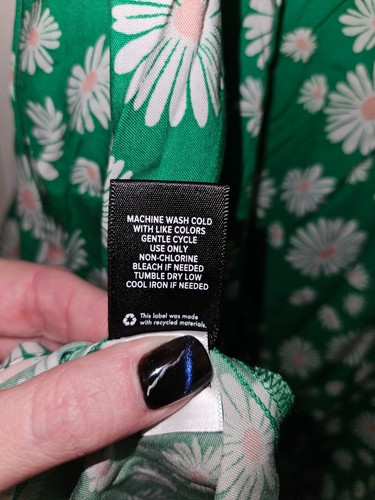 MACHINE WASH COLD
WITH LIKE COLORS
GENTLE CYCLE
USE ONLY
NON-CHLORINE
BLEACH IF NEEDED
TUMBLE DRY LOW
COOL IRON IF NEEDED
This label was made
with recycled materials.